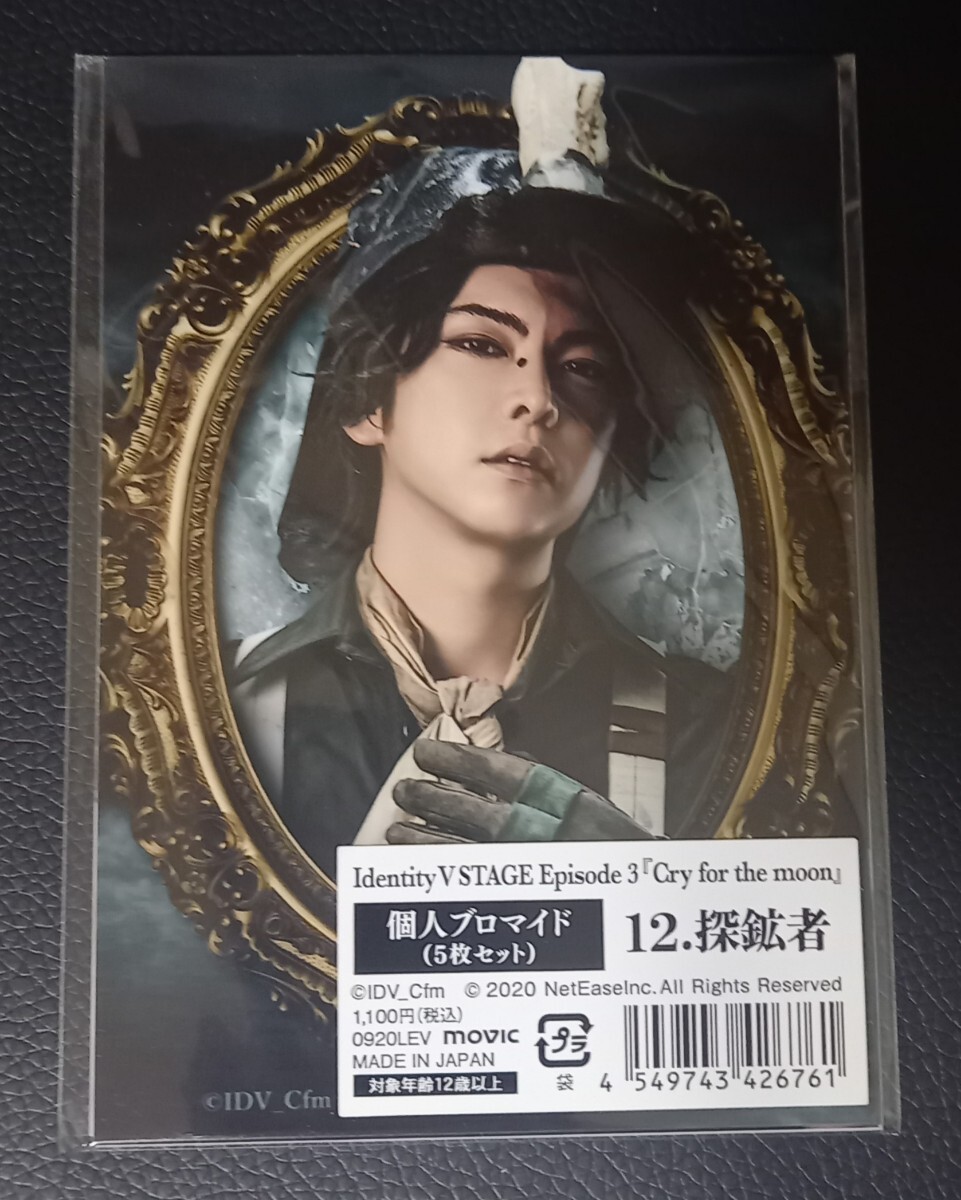 Identity V STAGE Episode 3『Cry for the moon』
個人ブロマイド
(5枚セット)
12.探鉱者
©IDV_Cfm © 2020 NetEaseInc. All Rights Reserved
1,100円(税込)
0920LEV movic
MADE IN JAPAN
対象年齢12歳以上
プラ
袋
4 549743 426761
©IDV_Cfm